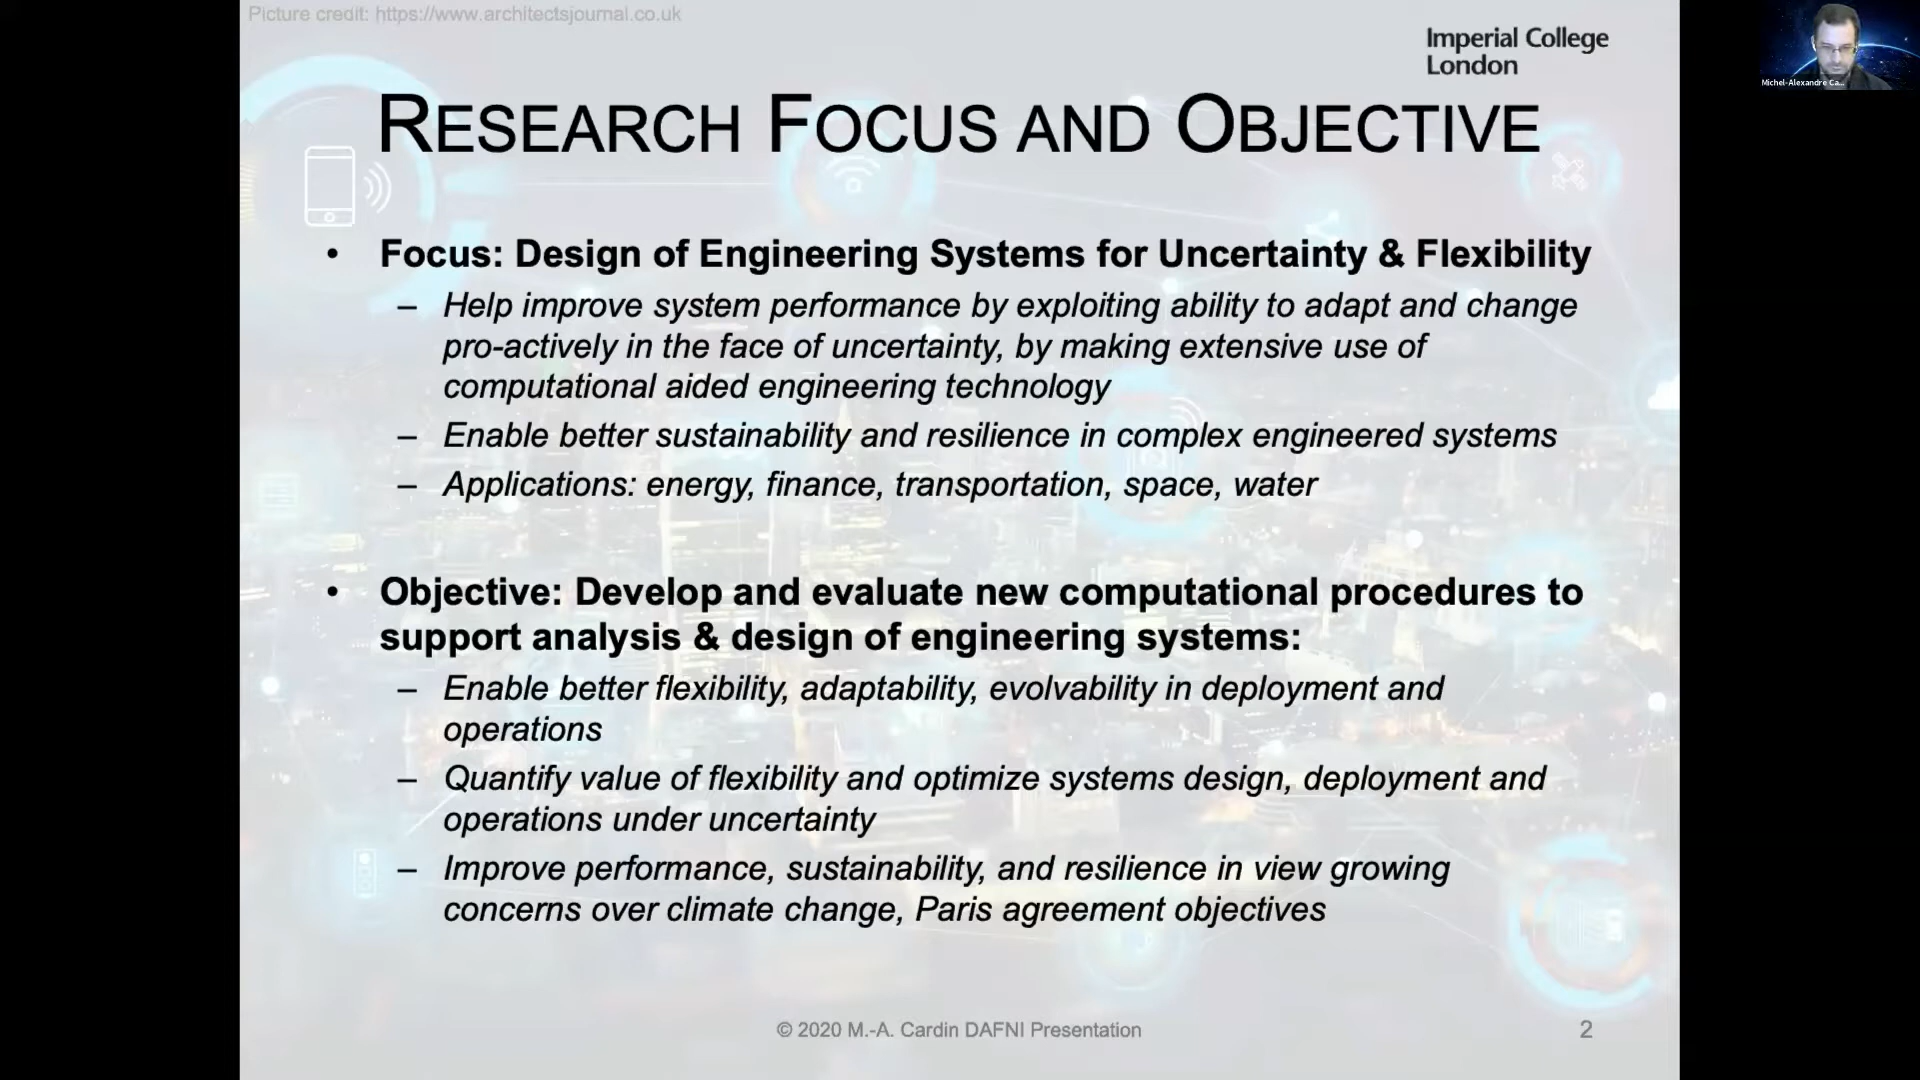 Picture credit: https://www.architectsjournal.co.uk
Imperial College
London
Michel-Alexandre Ca...
RESEARCH FOCUS AND OBJECTIVE
• Focus: Design of Engineering Systems for Uncertainty & Flexibility
– Help improve system performance by exploiting ability to adapt and change
pro-actively in the face of uncertainty, by making extensive use of
computational aided engineering technology
– Enable better sustainability and resilience in complex engineered systems
– Applications: energy, finance, transportation, space, water
• Objective: Develop and evaluate new computational procedures to
support analysis & design of engineering systems:
– Enable better flexibility, adaptability, evolvability in deployment and
operations
– Quantify value of flexibility and optimize systems design, deployment and
operations under uncertainty
– Improve performance, sustainability, and resilience in view growing
concerns over climate change, Paris agreement objectives
© 2020 M.-A. Cardin DAFNI Presentation
2